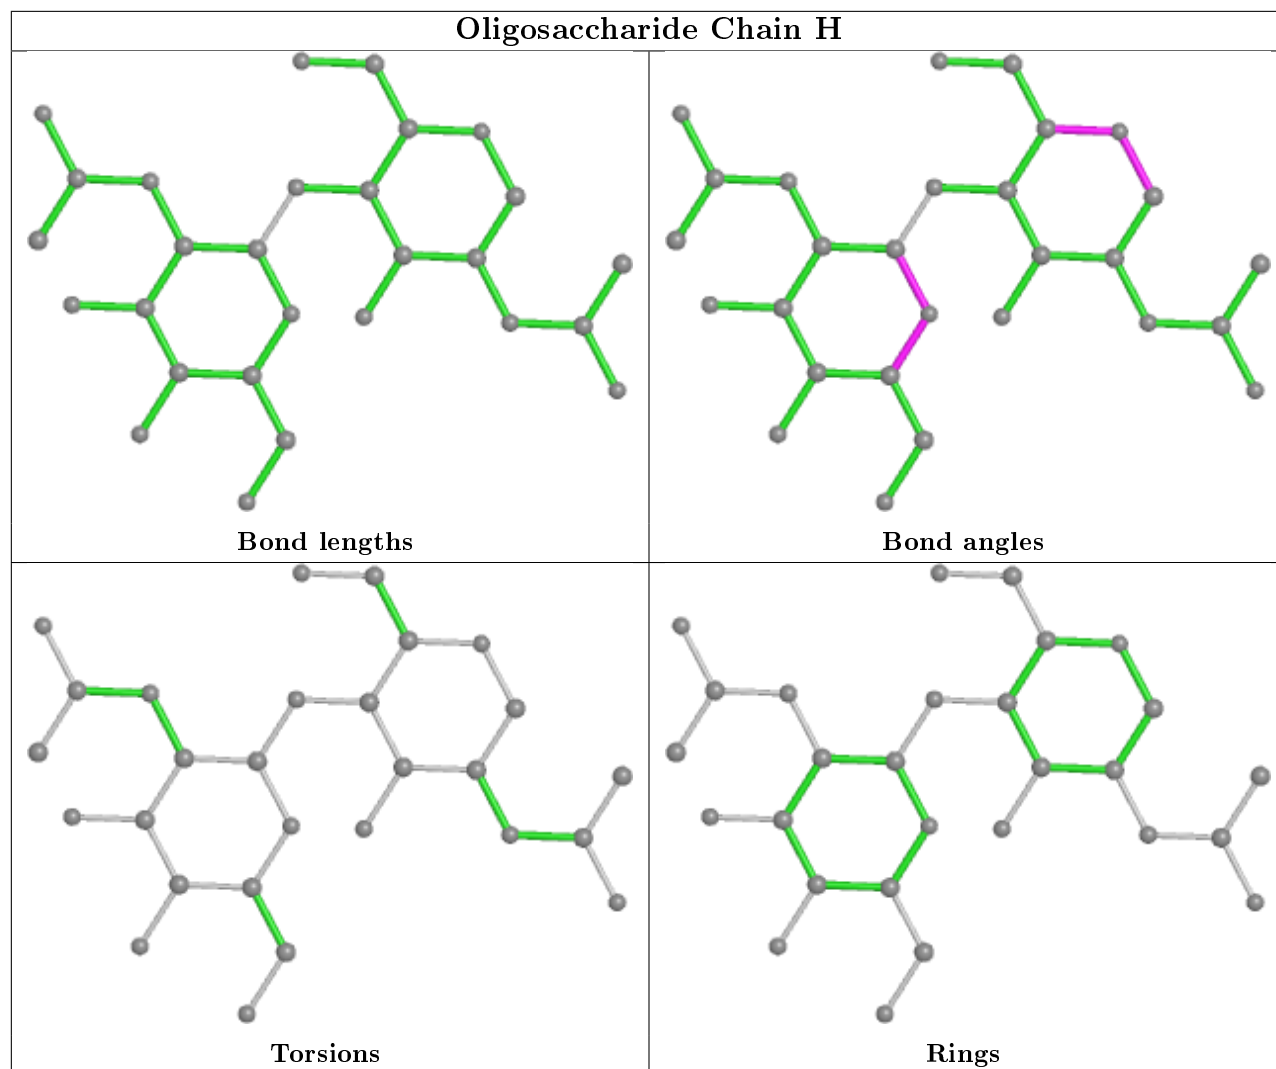 Oligosaccharide Chain H
Bond lengths
Bond angles
Torsions
Rings